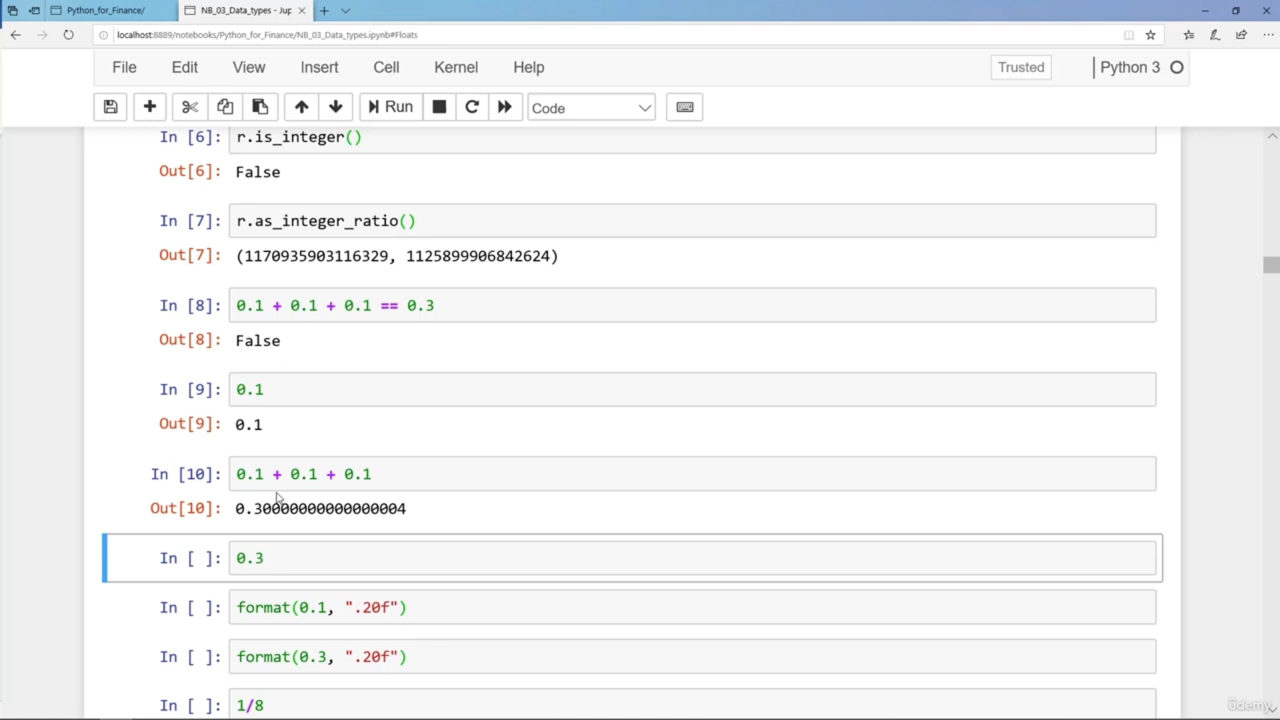 Python_for_Finance/
NB_03_Data_types - Jup
localhost:8889/notebooks/Python_for_Finance/NB_03_Data_types.ipynb#Floats
File Edit View Insert Cell Kernel Help Trusted Python 3
Run Code
In [6]: r.is_integer()
Out[6]: False
In [7]: r.as_integer_ratio()
Out[7]: (1170935903116329, 1125899906842624)
In [8]: 0.1 + 0.1 + 0.1 == 0.3
Out[8]: False
In [9]: 0.1
Out[9]: 0.1
In [10]: 0.1 + 0.1 + 0.1
Out[10]: 0.30000000000000004
In [ ]: 0.3
In [ ]: format(0.1, ".20f")
In [ ]: format(0.3, ".20f")
In [ ]: 1/8
Udemy